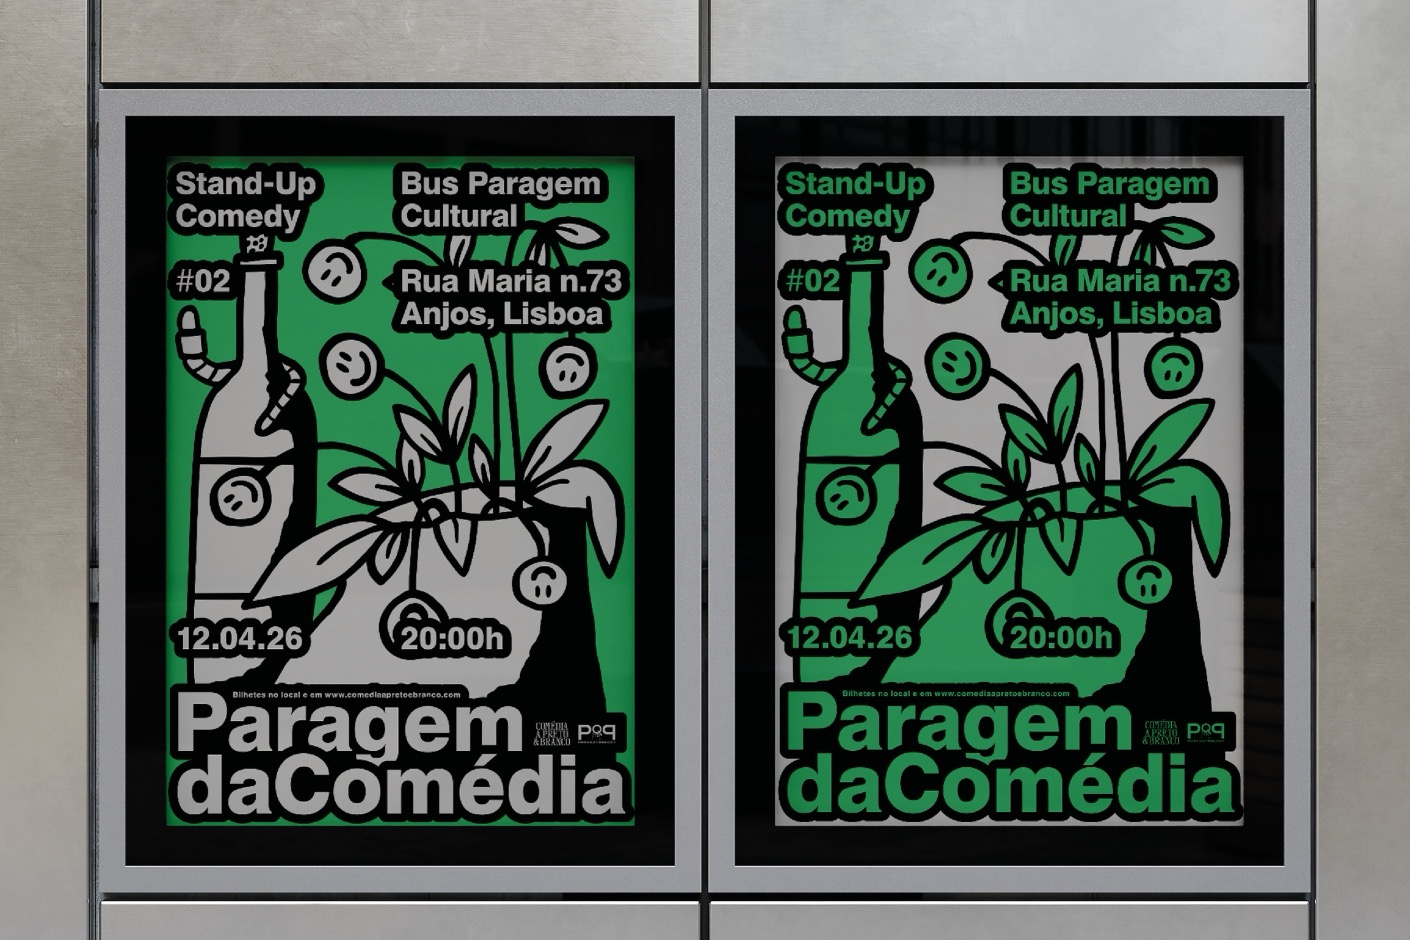 Stand-Up
Comedy
Bus Paragem
Cultural
#02
Rua Maria n.73
Anjos, Lisboa
12.04.26
20:00h
Bilhetes no local e em www.comediaapretoebranco.com
Paragem
daComédia
COMÉDIA
A PRETO
& BRANCO
Stand-Up
Comedy
Bus Paragem
Cultural
#02
Rua Maria n.73
Anjos, Lisboa
12.04.26
20:00h
Bilhetes no local e em www.comediaapretoebranco.com
Paragem
daComédia
COMÉDIA
A PRETO
& BRANCO